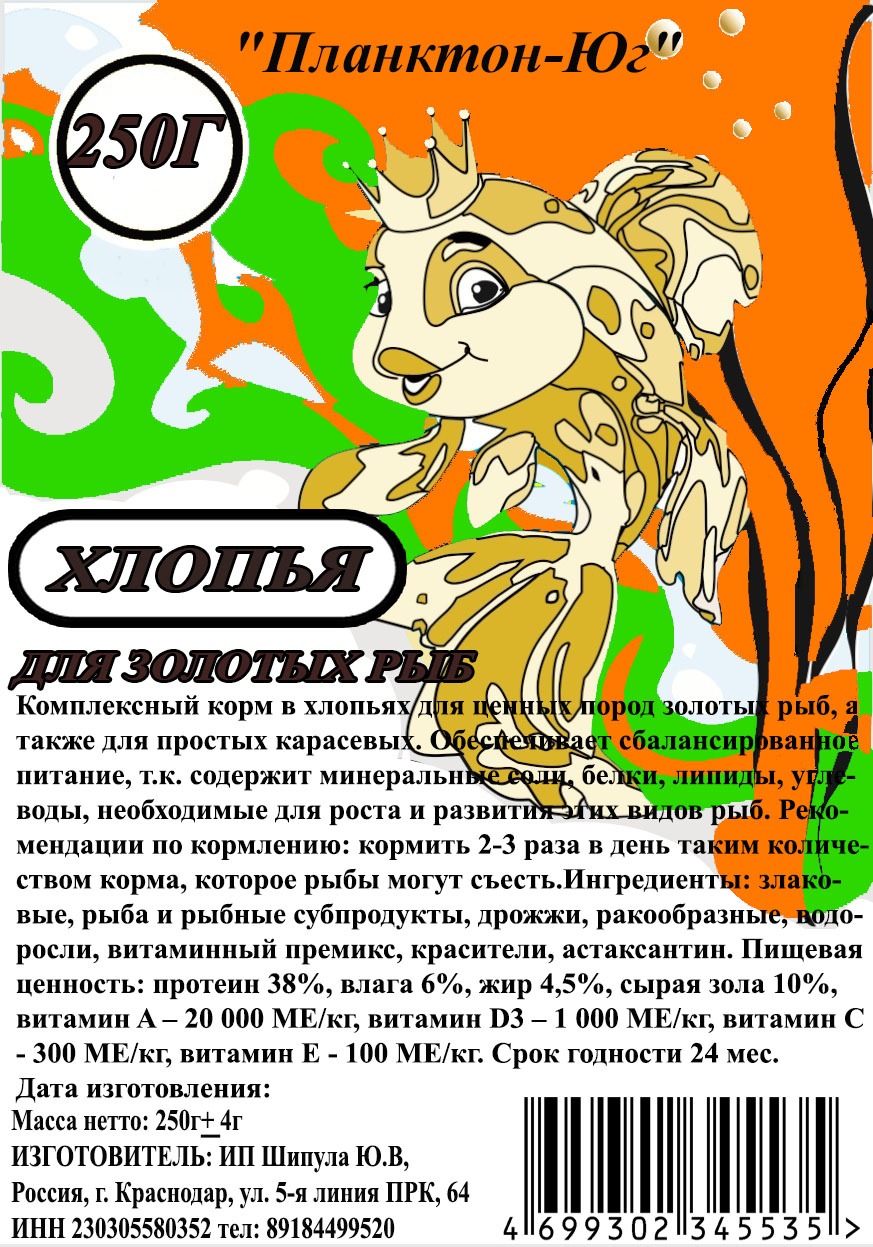 "Планктон-Юг"
250Г
ХЛОПЬЯ
ДЛЯ ЗОЛОТЫХ РЫБ
Комплексный корм в хлопьях для ценных пород золотых рыб, а
также для простых карасевых. Обеспечивает сбалансированное
питание, т.к. содержит минеральные соли, белки, липиды, угле-
воды, необходимые для роста и развития этих видов рыб. Реко-
мендации по кормлению: кормить 2-3 раза в день таким количе-
ством корма, которое рыбы могут съесть.Ингредиенты: злако-
вые, рыба и рыбные субпродукты, дрожжи, ракообразные, водо-
росли, витаминный премикс, красители, астаксантин. Пищевая
ценность: протеин 38%, влага 6%, жир 4,5%, сырая зола 10%,
витамин А – 20 000 МЕ/кг, витамин D3 – 1 000 МЕ/кг, витамин С
- 300 МЕ/кг, витамин Е - 100 МЕ/кг. Срок годности 24 мес.
Дата изготовления:
Масса нетто: 250г+ 4г
ИЗГОТОВИТЕЛЬ: ИП Шипула Ю.В,
Россия, г. Краснодар, ул. 5-я линия ПРК, 64
ИНН 230305580352 тел: 89184499520
4 699302 345535 >